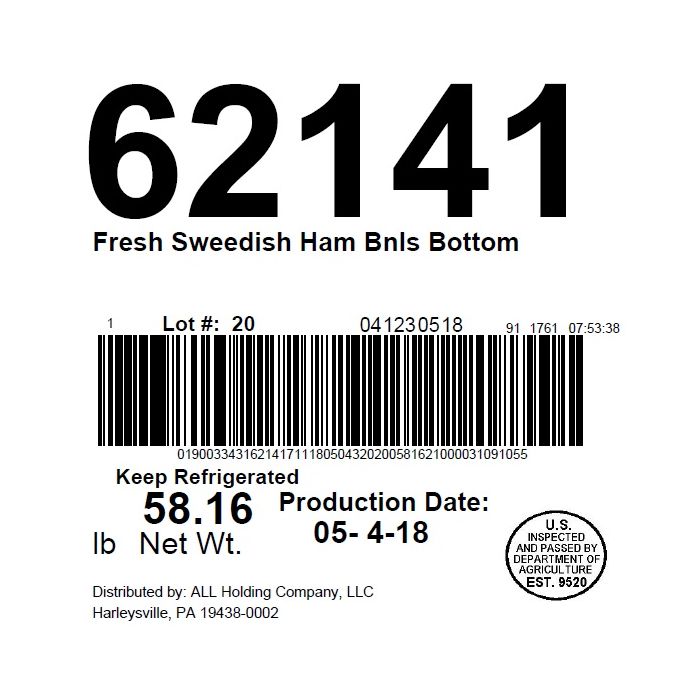 62141
Fresh Sweedish Ham Bnls Bottom
1
Lot #: 20
041230518
91 1761 07:53:38
019003343162141711180504320200581621000031091055
Keep Refrigerated
58.16
lb Net Wt.
Production Date:
05- 4-18
U.S.
INSPECTED
AND PASSED BY
DEPARTMENT OF
AGRICULTURE
EST. 9520
Distributed by: ALL Holding Company, LLC
Harleysville, PA 19438-0002